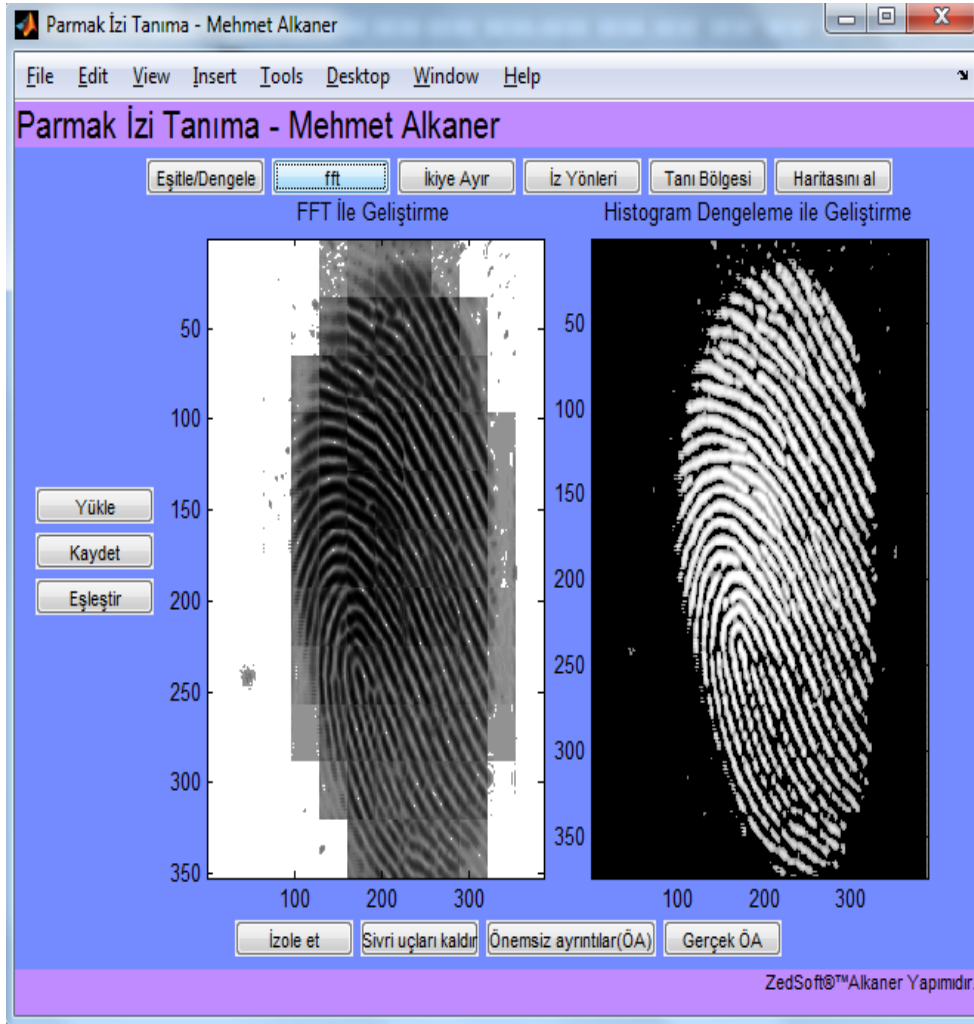 Parmak İzi Tanıma - Mehmet Alkaner
File Edit View Insert Tools Desktop Window Help
Parmak İzi Tanıma - Mehmet Alkaner
Eşitle/Dengele fft İkiye Ayır İz Yönleri Tanı Bölgesi Haritasını al
FFT İle Geliştirme Histogram Dengeleme ile Geliştirme
50 50
100 100
Yükle 150 150
Kaydet
Eşleştir 200 200
250 250
300 300
350 350
100 200 300 100 200 300
İzole et Sivri uçları kaldır Önemsiz ayrıntılar(ÖA) Gerçek ÖA
ZedSoft®™Alkaner Yapımıdır.